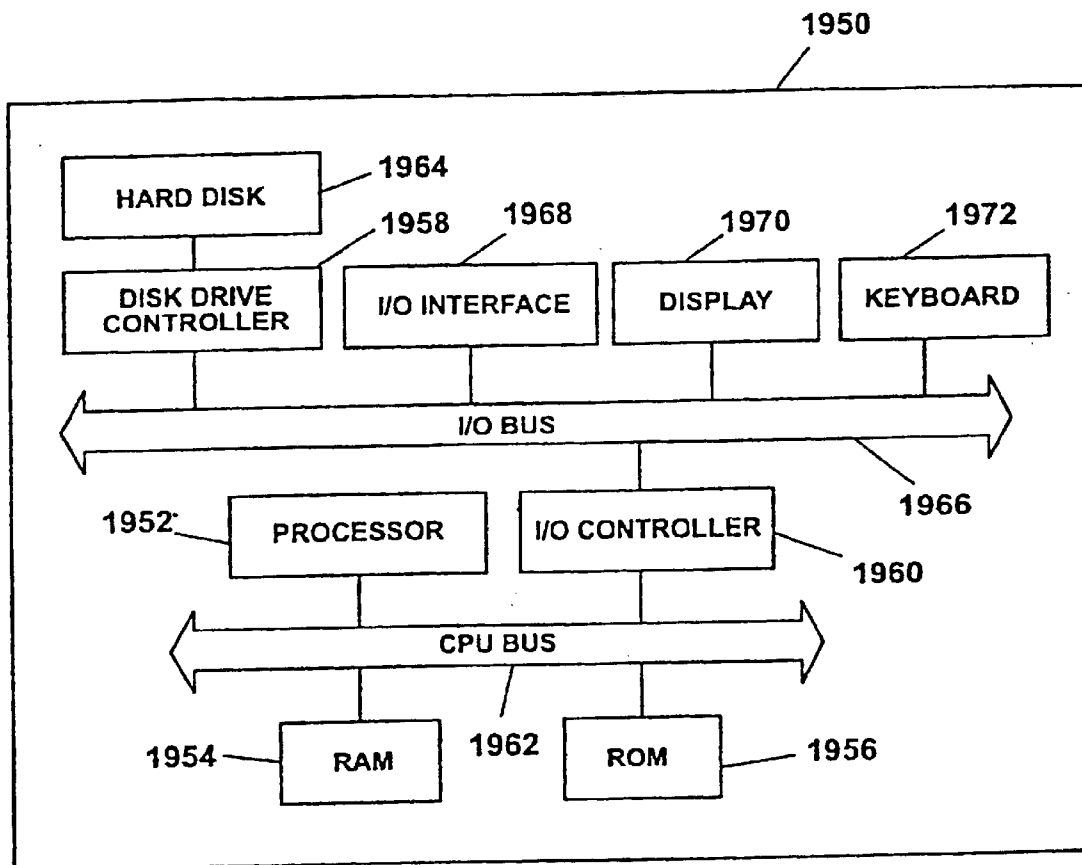 1950
HARD DISK
1964
DISK DRIVE
CONTROLLER
1958
I/O INTERFACE
1968
DISPLAY
1970
KEYBOARD
1972
I/O BUS
1966
1952
PROCESSOR
I/O CONTROLLER
1960
CPU BUS
1962
1954
RAM
ROM
1956